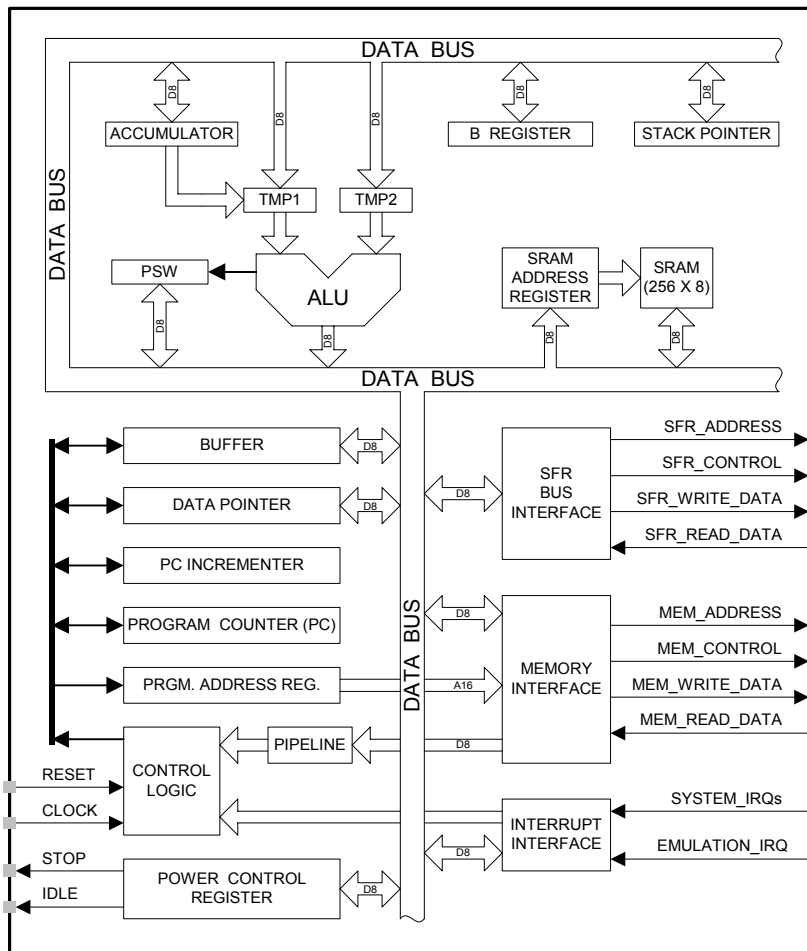 DATA BUS
D8
D8
D8
D8
D8
ACCUMULATOR
B REGISTER
STACK POINTER
DATA BUS
TMP1
TMP2
PSW
ALU
SRAM
ADDRESS
REGISTER
SRAM
(256 X 8)
D8
D8
D8
D8
DATA BUS
BUFFER
D8
DATA POINTER
D8
PC INCREMENTER
PROGRAM COUNTER (PC)
PRGM. ADDRESS REG.
A16
DATA BUS
D8
SFR
BUS
INTERFACE
SFR_ADDRESS
SFR_CONTROL
SFR_WRITE_DATA
SFR_READ_DATA
D8
MEMORY
INTERFACE
MEM_ADDRESS
MEM_CONTROL
MEM_WRITE_DATA
MEM_READ_DATA
PIPELINE
D8
CONTROL
LOGIC
RESET
CLOCK
STOP
IDLE
POWER CONTROL
REGISTER
D8
D8
INTERRUPT
INTERFACE
SYSTEM_IRQs
EMULATION_IRQ